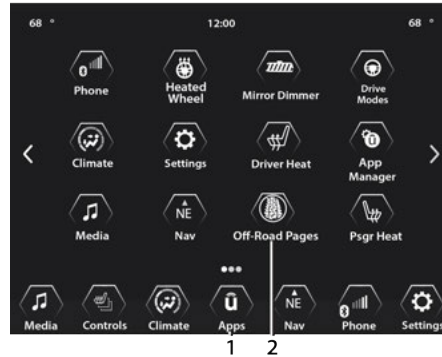 68 ° 12:00 68 °
Phone Heated Wheel Mirror Dimmer Drive Modes
Climate Settings Driver Heat App Manager
NE
Media Nav Off-Road Pages Psgr Heat
NE
Media Controls Climate Apps Nav Phone Settings
1 2